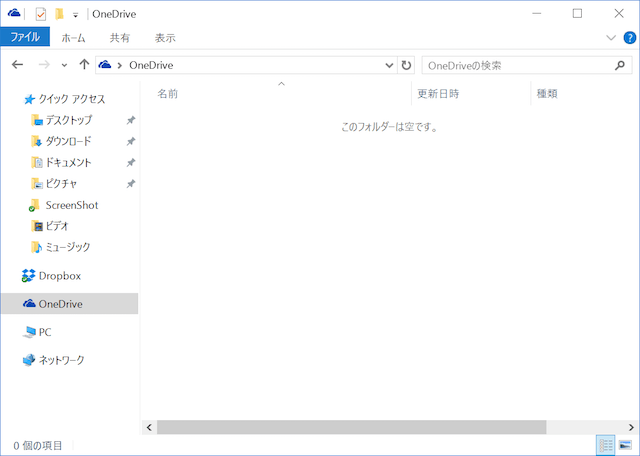 OneDrive
ファイル ホーム 共有 表示
OneDrive OneDriveの検索
名前 更新日時 種類
このフォルダーは空です。
クイック アクセス
デスクトップ
ダウンロード
ドキュメント
ピクチャ
ScreenShot
ビデオ
ミュージック
Dropbox
OneDrive
PC
ネットワーク
0 個の項目